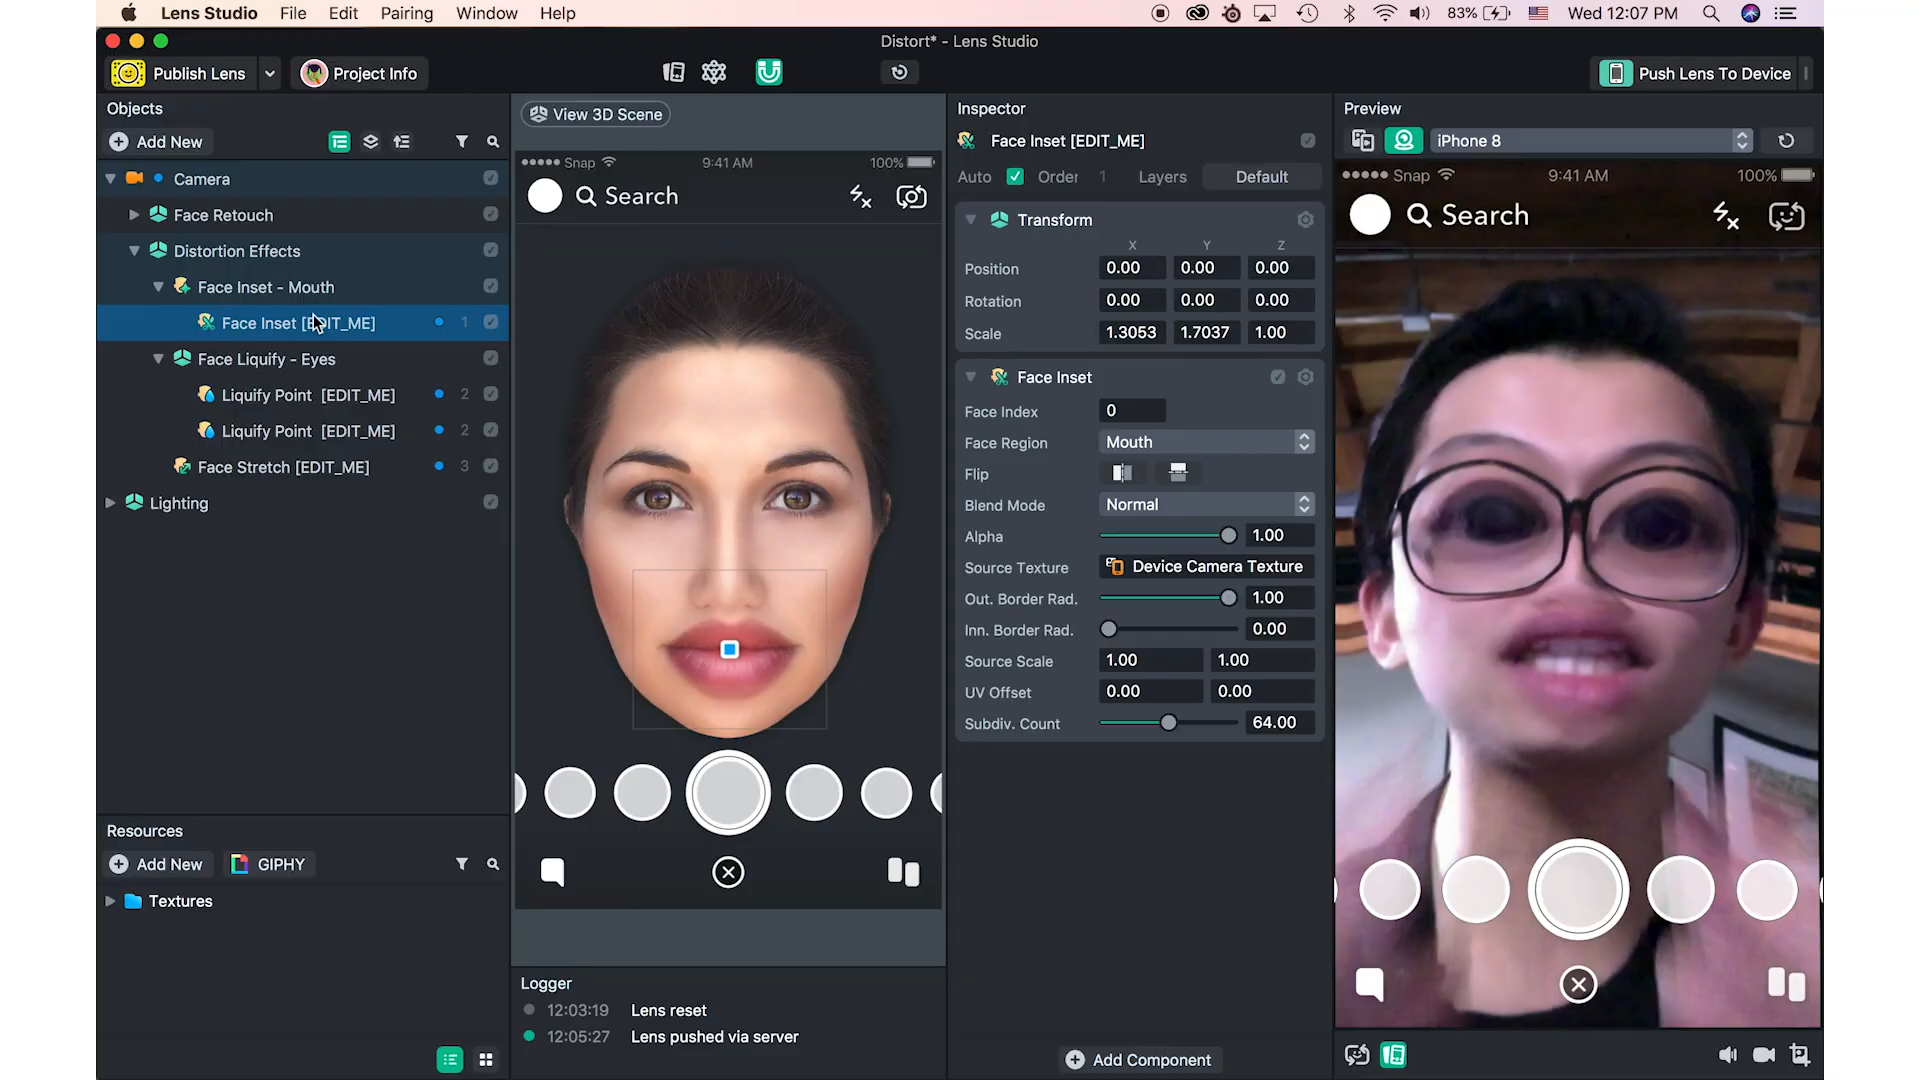 Lens Studio File Edit Pairing Window Help 83% Wed 12:07 PM
Distort* - Lens Studio
Publish Lens Project Info Push Lens To Device
Objects
Add New
Camera
Face Retouch
Distortion Effects
Face Inset - Mouth
Face Inset [EDIT_ME] 1
Face Liquify - Eyes
Liquify Point [EDIT_ME] 2
Liquify Point [EDIT_ME] 2
Face Stretch [EDIT_ME] 3
Lighting
Resources
Add New GIPHY
Textures
View 3D Scene
Snap 9:41 AM 100%
Search
Logger
12:03:19 Lens reset
12:05:27 Lens pushed via server
Inspector
Face Inset [EDIT_ME]
Auto Order 1 Layers Default
Transform
X Y Z
Position 0.00 0.00 0.00
Rotation 0.00 0.00 0.00
Scale 1.3053 1.7037 1.00
Face Inset
Face Index 0
Face Region Mouth
Flip
Blend Mode Normal
Alpha 1.00
Source Texture Device Camera Texture
Out. Border Rad. 1.00
Inn. Border Rad. 0.00
Source Scale 1.00 1.00
UV Offset 0.00 0.00
Subdiv. Count 64.00
Add Component
Preview
iPhone 8
Snap 9:41 AM 100%
Search